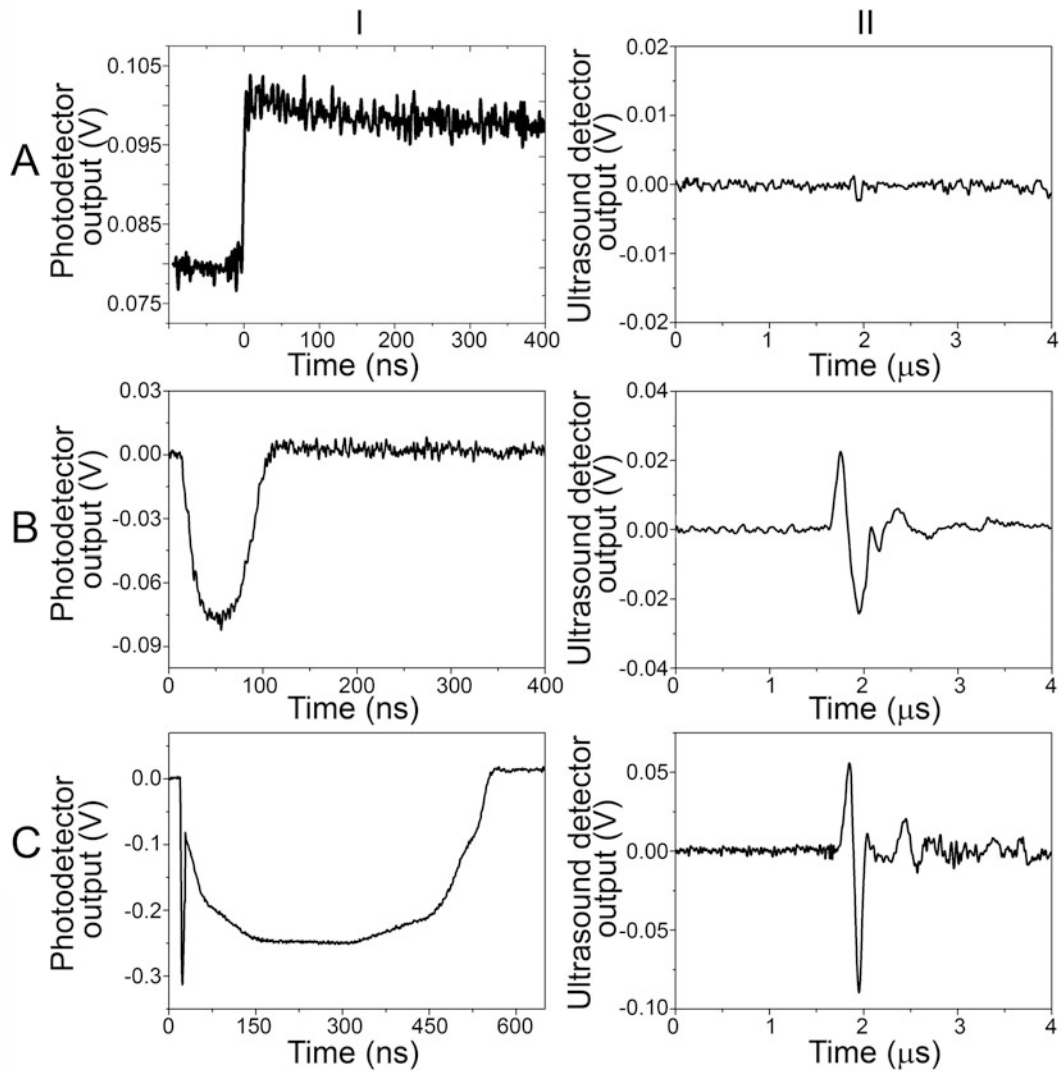 I
II
A
Photodetector
output (V)
0.105
0.095
0.085
0.075
0
100
200
300
400
Time (ns)
Ultrasound detector
output (V)
0.02
0.01
0.00
-0.01
-0.02
0
1
2
3
4
Time (μs)
B
Photodetector
output (V)
0.03
0.00
-0.03
-0.06
-0.09
0
100
200
300
400
Time (ns)
Ultrasound detector
output (V)
0.04
0.02
0.00
-0.02
-0.04
0
1
2
3
4
Time (μs)
C
Photodetector
output (V)
0.0
-0.1
-0.2
-0.3
0
150
300
450
600
Time (ns)
Ultrasound detector
output (V)
0.05
0.00
-0.05
-0.10
0
1
2
3
4
Time (μs)